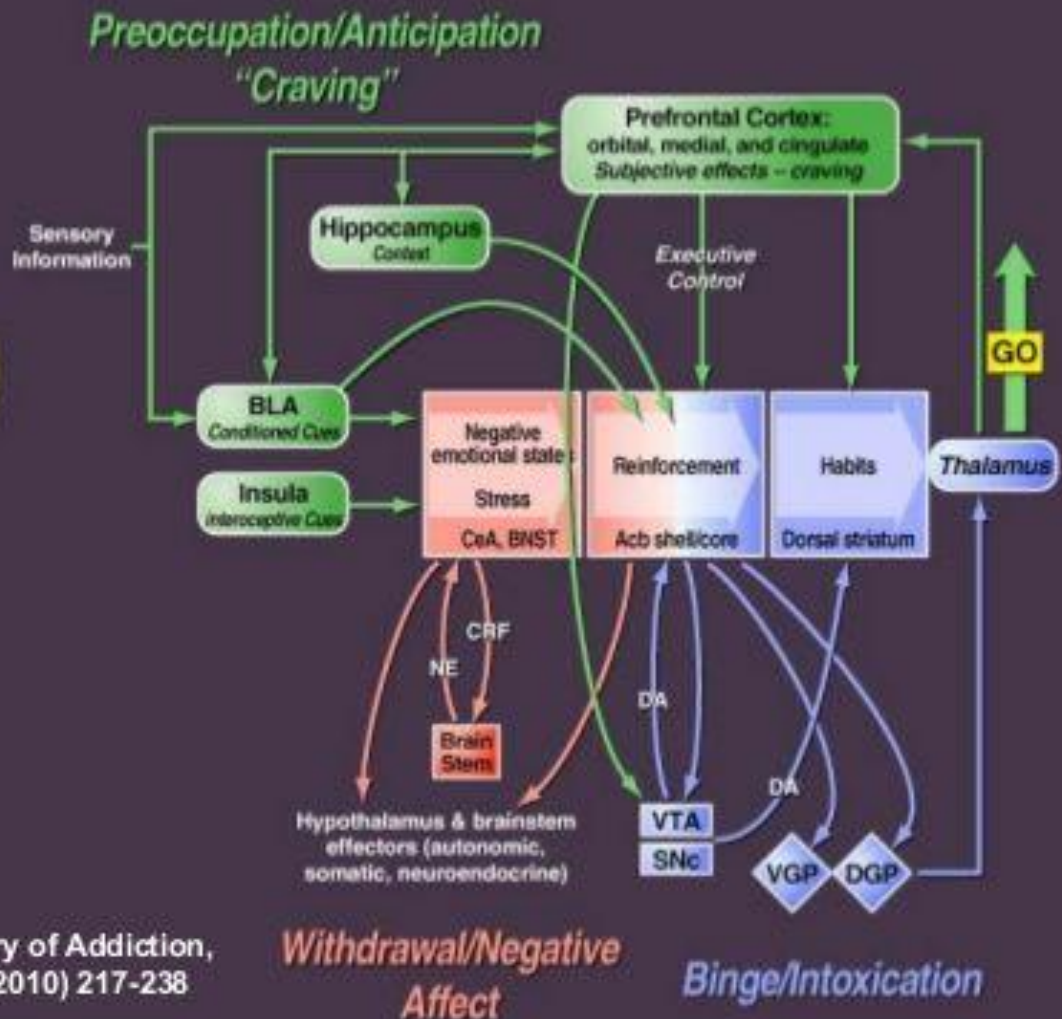 Preoccupation/Anticipation
"Craving"
Prefrontal Cortex:
orbital, medial, and cingulate
Subjective effects – craving
Sensory
Information
Hippocampus
Context
Executive
Control
GO
BLA
Conditioned Cues
Insula
Interoceptive Cues
Negative
emotional states
Stress
CeA, BNST
Reinforcement
Acb shell/core
Habits
Dorsal striatum
Thalamus
CRF
NE
Brain
Stem
DA
DA
Hypothalamus & brainstem
effectors (autonomic,
somatic, neuroendocrine)
VTA
SNc
VGP
DGP
ry of Addiction,
2010) 217-238
Withdrawal/Negative
Affect
Binge/Intoxication